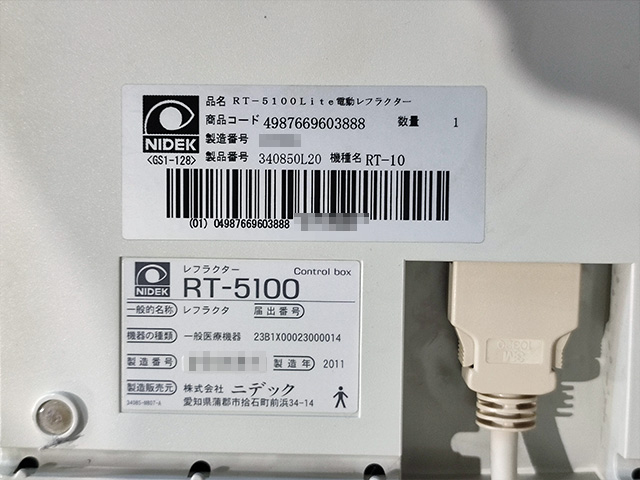 品名 RT-5100Lite電動レフラクター
商品コード 4987669603888 数量 1
製造番号
製品番号 340850L20 機種名 RT-10
NIDEK
<GS1-128>
(01) 04987669603888
NIDEK
レフラクター Control box
RT-5100
一般的名称 レフラクタ 届出番号
機器の種類 一般医療機器 23B1X00023000014
製造番号 製造年 2011
製造販売元 株式会社 ニデック
愛知県蒲郡市拾石町前浜34-14